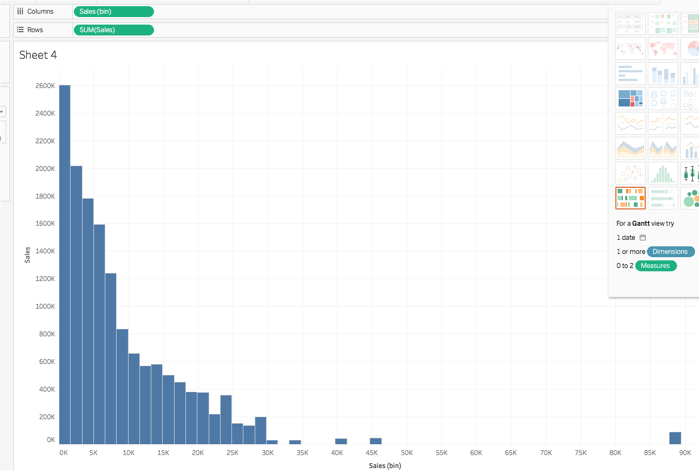 Columns
Sales (bin)
Rows
SUM(Sales)
Sheet 4
2600K
2400K
2200K
2000K
1800K
1600K
1400K
1200K
1000K
800K
600K
400K
200K
0K
Sales
0K 5K 10K 15K 20K 25K 30K 35K 40K 45K 50K 55K 60K 65K 70K 75K 80K 85K 90K
Sales (bin)
For a Gantt view try
1 date
1 or more Dimensions
0 to 2 Measures